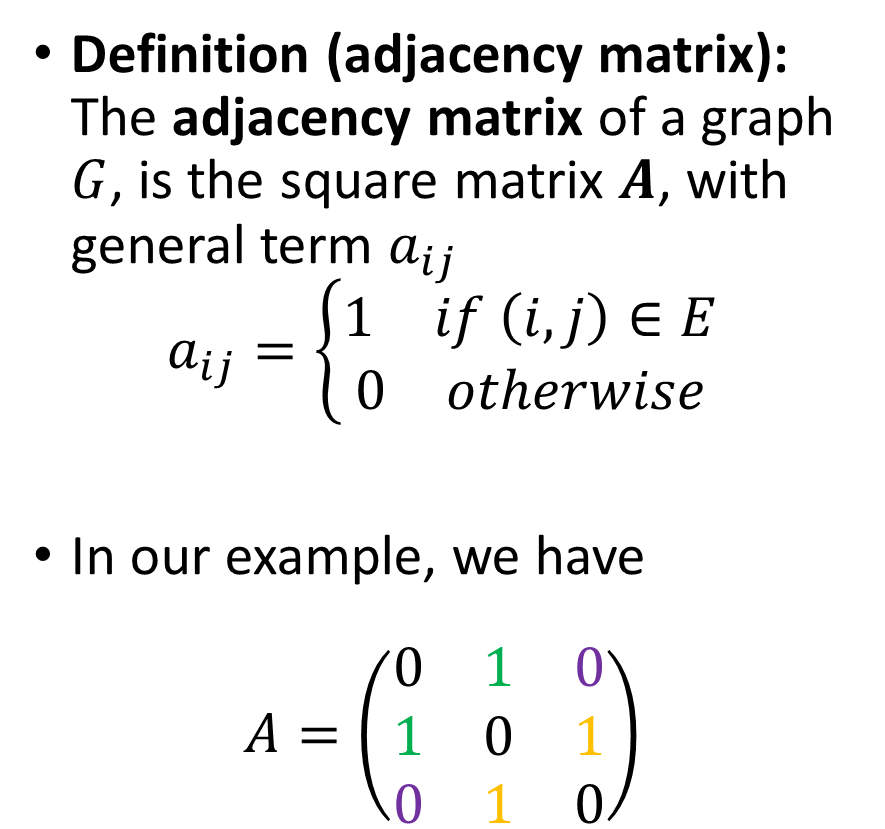 • Definition (adjacency matrix):
The adjacency matrix of a graph
𝐺, is the square matrix 𝑨, with
general term 𝑎𝑖𝑗
𝑎𝑖𝑗 = { 1 𝑖𝑓 (𝑖, 𝑗) ∈ 𝐸
0 𝑜𝑡ℎ𝑒𝑟𝑤𝑖𝑠𝑒
• In our example, we have
𝐴 = ( 0 1 0
1 0 1
0 1 0 )